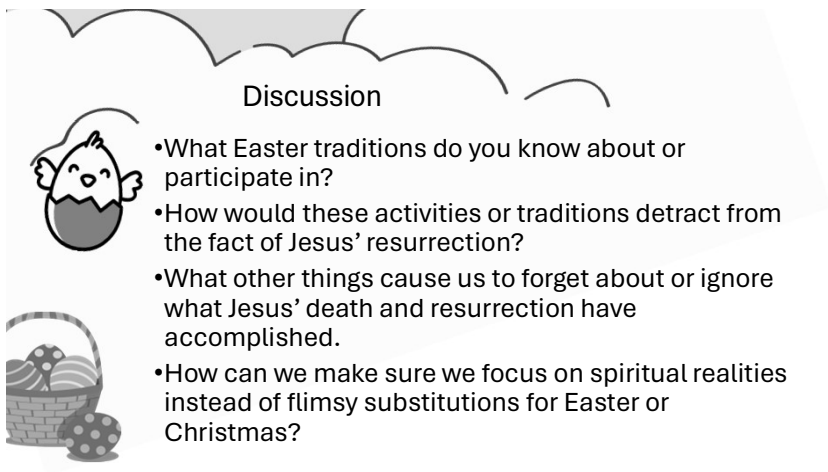 Discussion
•What Easter traditions do you know about or
participate in?
•How would these activities or traditions detract from
the fact of Jesus’ resurrection?
•What other things cause us to forget about or ignore
what Jesus’ death and resurrection have
accomplished.
•How can we make sure we focus on spiritual realities
instead of flimsy substitutions for Easter or
Christmas?